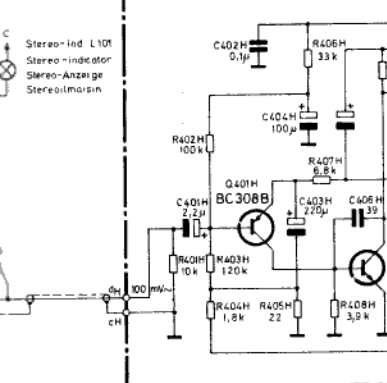 C
Stereo-ind L101
Stereo-indicator
Stereo-Anzeige
Stereoilmaisin
C402H
0,1µ
R406H
33k
C404H
100µ
R402H
100k
R407H
6,8k
Q401H
BC308B
C401H
2,2µ
C403H
220µ
C406H
39
R401H
10k
R403H
120k
dH
100 mV~
cH
R404H
1,8k
R405H
22
R408H
3,9k